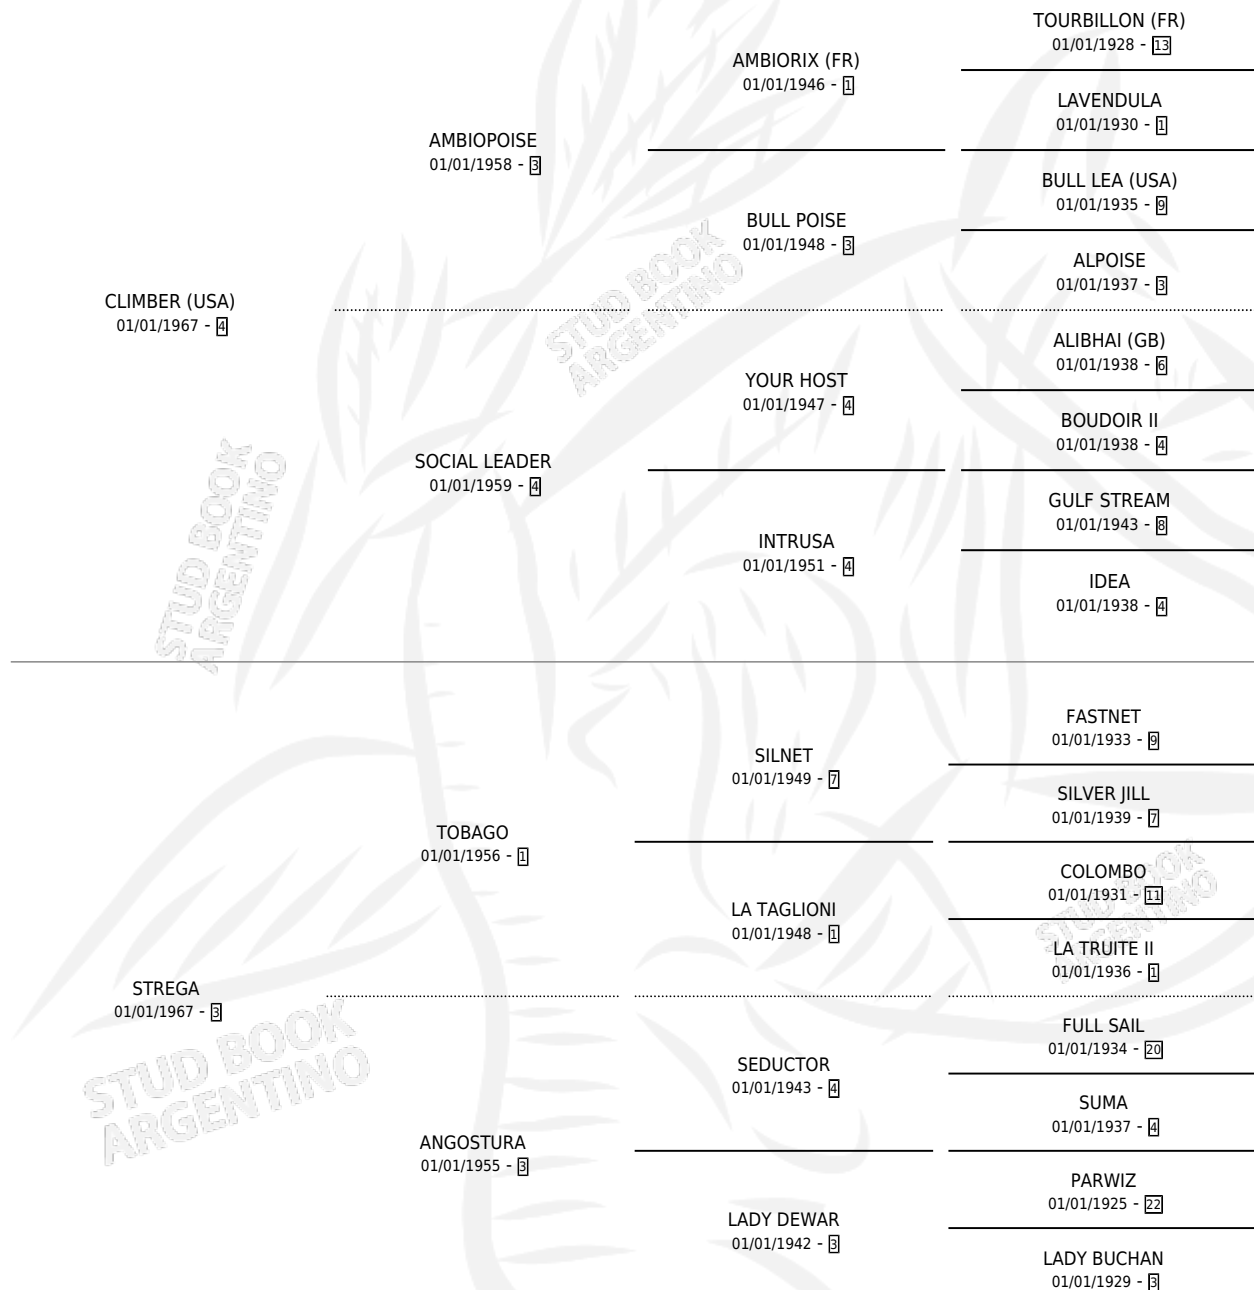 TOURBILLON (FR)
01/01/1928 - 13
AMBIORIX (FR)
01/01/1946 - 1
LAVENDULA
01/01/1930 - 1
AMBIOPOISE
01/01/1958 - 3
BULL LEA (USA)
01/01/1935 - 9
BULL POISE
01/01/1948 - 3
ALPOISE
01/01/1937 - 3
CLIMBER (USA)
01/01/1967 - 4
ALIBHAI (GB)
01/01/1938 - 6
YOUR HOST
01/01/1947 - 4
BOUDOIR II
01/01/1938 - 4
SOCIAL LEADER
01/01/1959 - 4
GULF STREAM
01/01/1943 - 8
INTRUSA
01/01/1951 - 4
IDEA
01/01/1938 - 4
FASTNET
01/01/1933 - 9
SILNET
01/01/1949 - 7
SILVER JILL
01/01/1939 - 7
TOBAGO
01/01/1956 - 1
COLOMBO
01/01/1931 - 11
LA TAGLIONI
01/01/1948 - 1
LA TRUITE II
01/01/1936 - 1
STREGA
01/01/1967 - 3
FULL SAIL
01/01/1934 - 20
SEDUCTOR
01/01/1943 - 4
SUMA
01/01/1937 - 4
ANGOSTURA
01/01/1955 - 3
PARWIZ
01/01/1925 - 22
LADY DEWAR
01/01/1942 - 3
LADY BUCHAN
01/01/1929 - 3
STUD BOOK
ARGENTINO
STUD BOOK
ARGENTINO
STUD BOOK
ARGENTINO
STUD BOOK
ARGENTINO